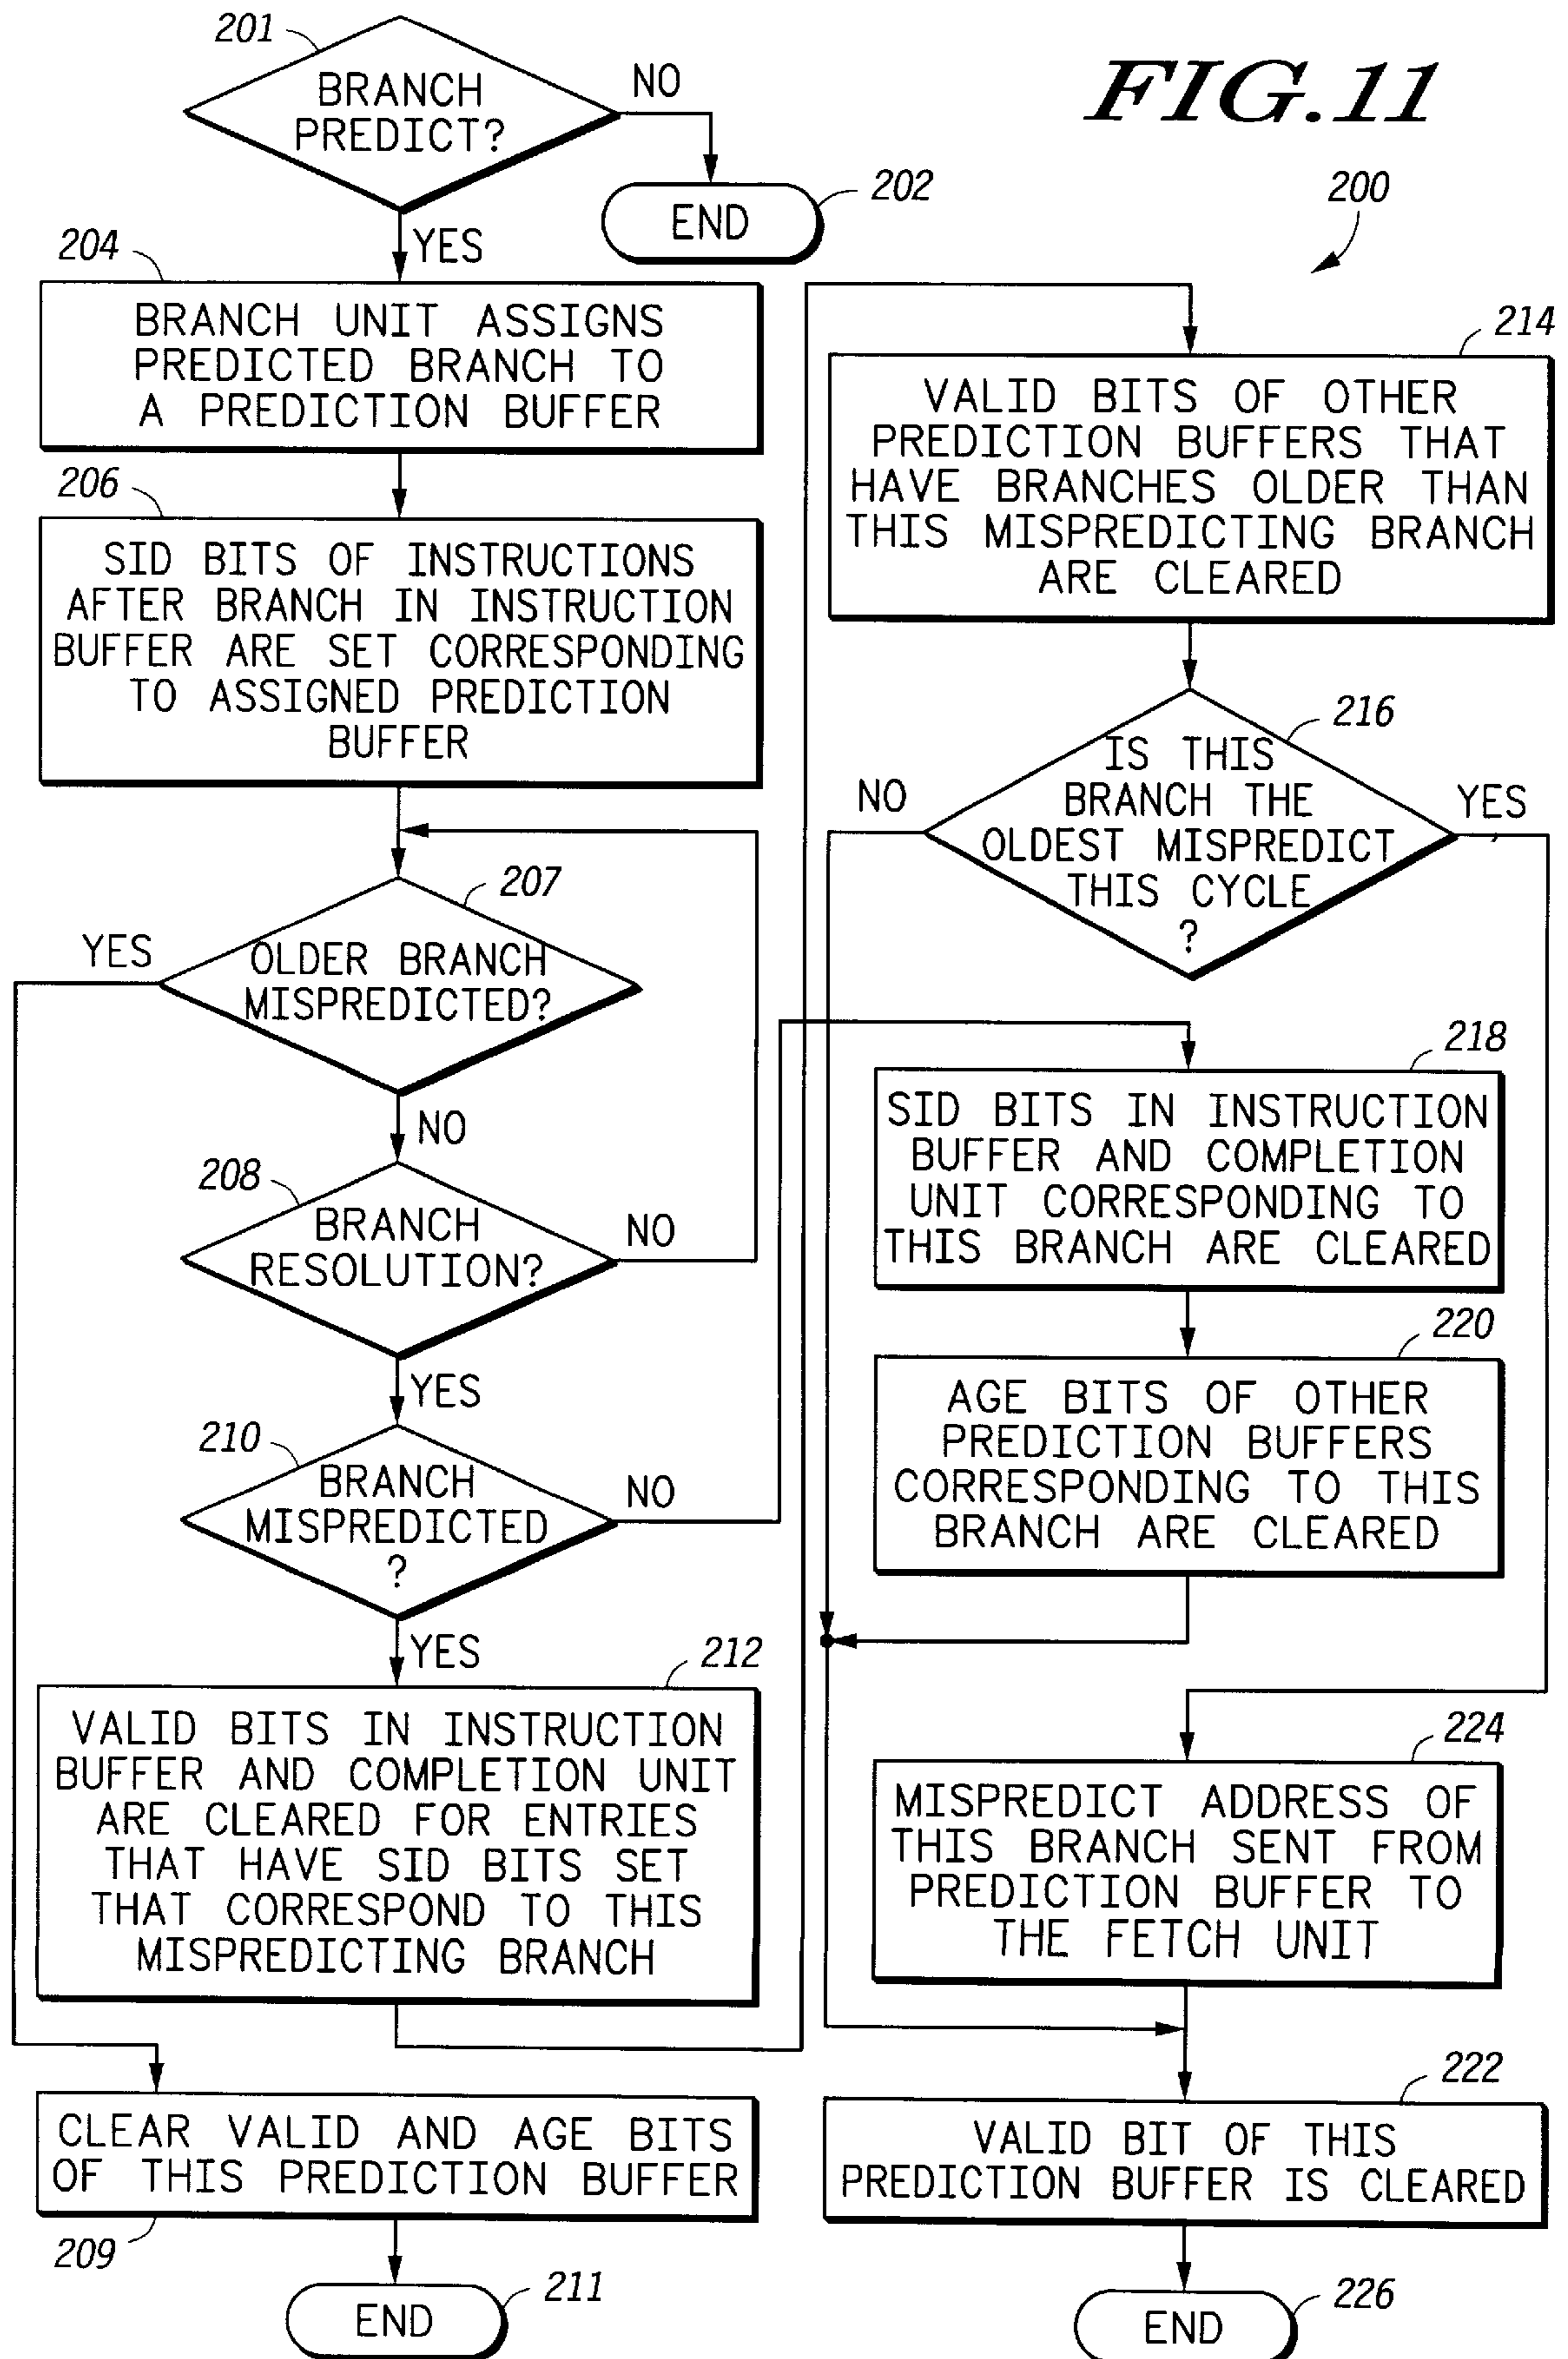 FIG.11
200
201
BRANCH
PREDICT?
NO
END
202
YES
204
BRANCH UNIT ASSIGNS
PREDICTED BRANCH TO
A PREDICTION BUFFER
206
SID BITS OF INSTRUCTIONS
AFTER BRANCH IN INSTRUCTION
BUFFER ARE SET CORRESPONDING
TO ASSIGNED PREDICTION
BUFFER
207
YES
OLDER BRANCH
MISPREDICTED?
NO
208
BRANCH
RESOLUTION?
NO
YES
210
BRANCH
MISPREDICTED
?
NO
YES
212
VALID BITS IN INSTRUCTION
BUFFER AND COMPLETION UNIT
ARE CLEARED FOR ENTRIES
THAT HAVE SID BITS SET
THAT CORRESPOND TO THIS
MISPREDICTING BRANCH
CLEAR VALID AND AGE BITS
OF THIS PREDICTION BUFFER
209
END
211
214
VALID BITS OF OTHER
PREDICTION BUFFERS THAT
HAVE BRANCHES OLDER THAN
THIS MISPREDICTING BRANCH
ARE CLEARED
216
NO
IS THIS
BRANCH THE
OLDEST MISPREDICT
THIS CYCLE
?
YES
218
SID BITS IN INSTRUCTION
BUFFER AND COMPLETION
UNIT CORRESPONDING TO
THIS BRANCH ARE CLEARED
220
AGE BITS OF OTHER
PREDICTION BUFFERS
CORRESPONDING TO THIS
BRANCH ARE CLEARED
224
MISPREDICT ADDRESS OF
THIS BRANCH SENT FROM
PREDICTION BUFFER TO
THE FETCH UNIT
222
VALID BIT OF THIS
PREDICTION BUFFER IS CLEARED
END
226